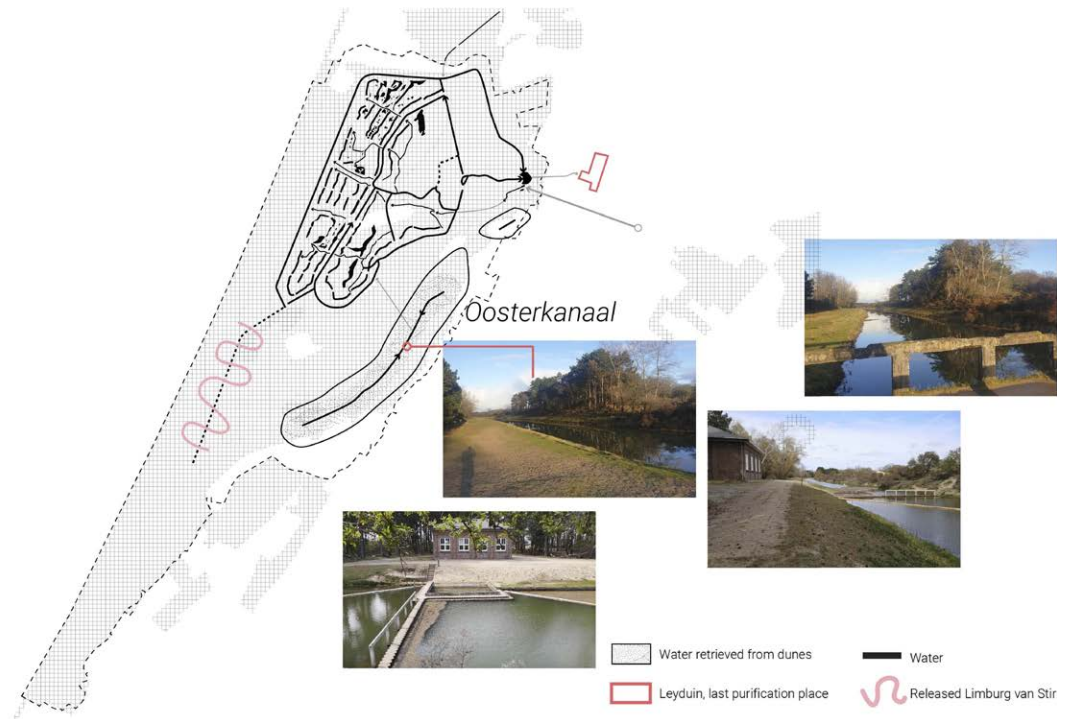 Oosterkanaal
Water retrieved from dunes
Water
Leyduin, last purification place
Released Limburg van Stir